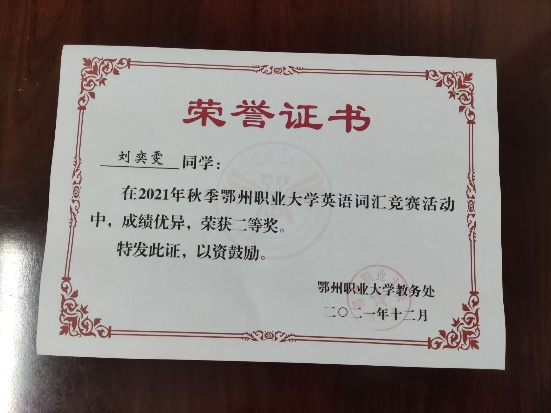 荣誉证书
刘奕雯 同学：
在2021年秋季鄂州职业大学英语词汇竞赛活动
中，成绩优异，荣获二等奖。
特发此证，以资鼓励。
鄂州职业大学教务处
二〇二一年十二月